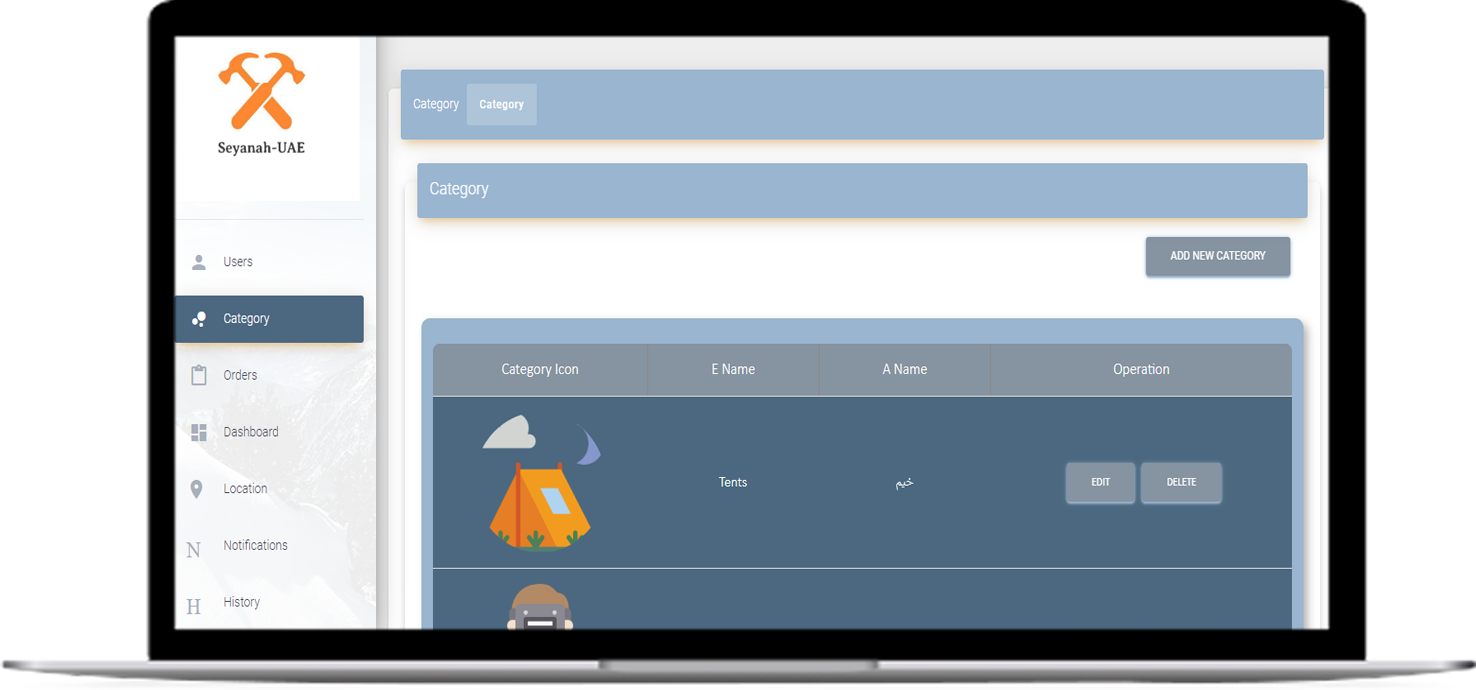 Seyanah-UAE
Users
Category
Orders
Dashboard
Location
N Notifications
H History
Category Category
Category
ADD NEW CATEGORY
Category Icon E Name A Name Operation
Tents خيم EDIT DELETE